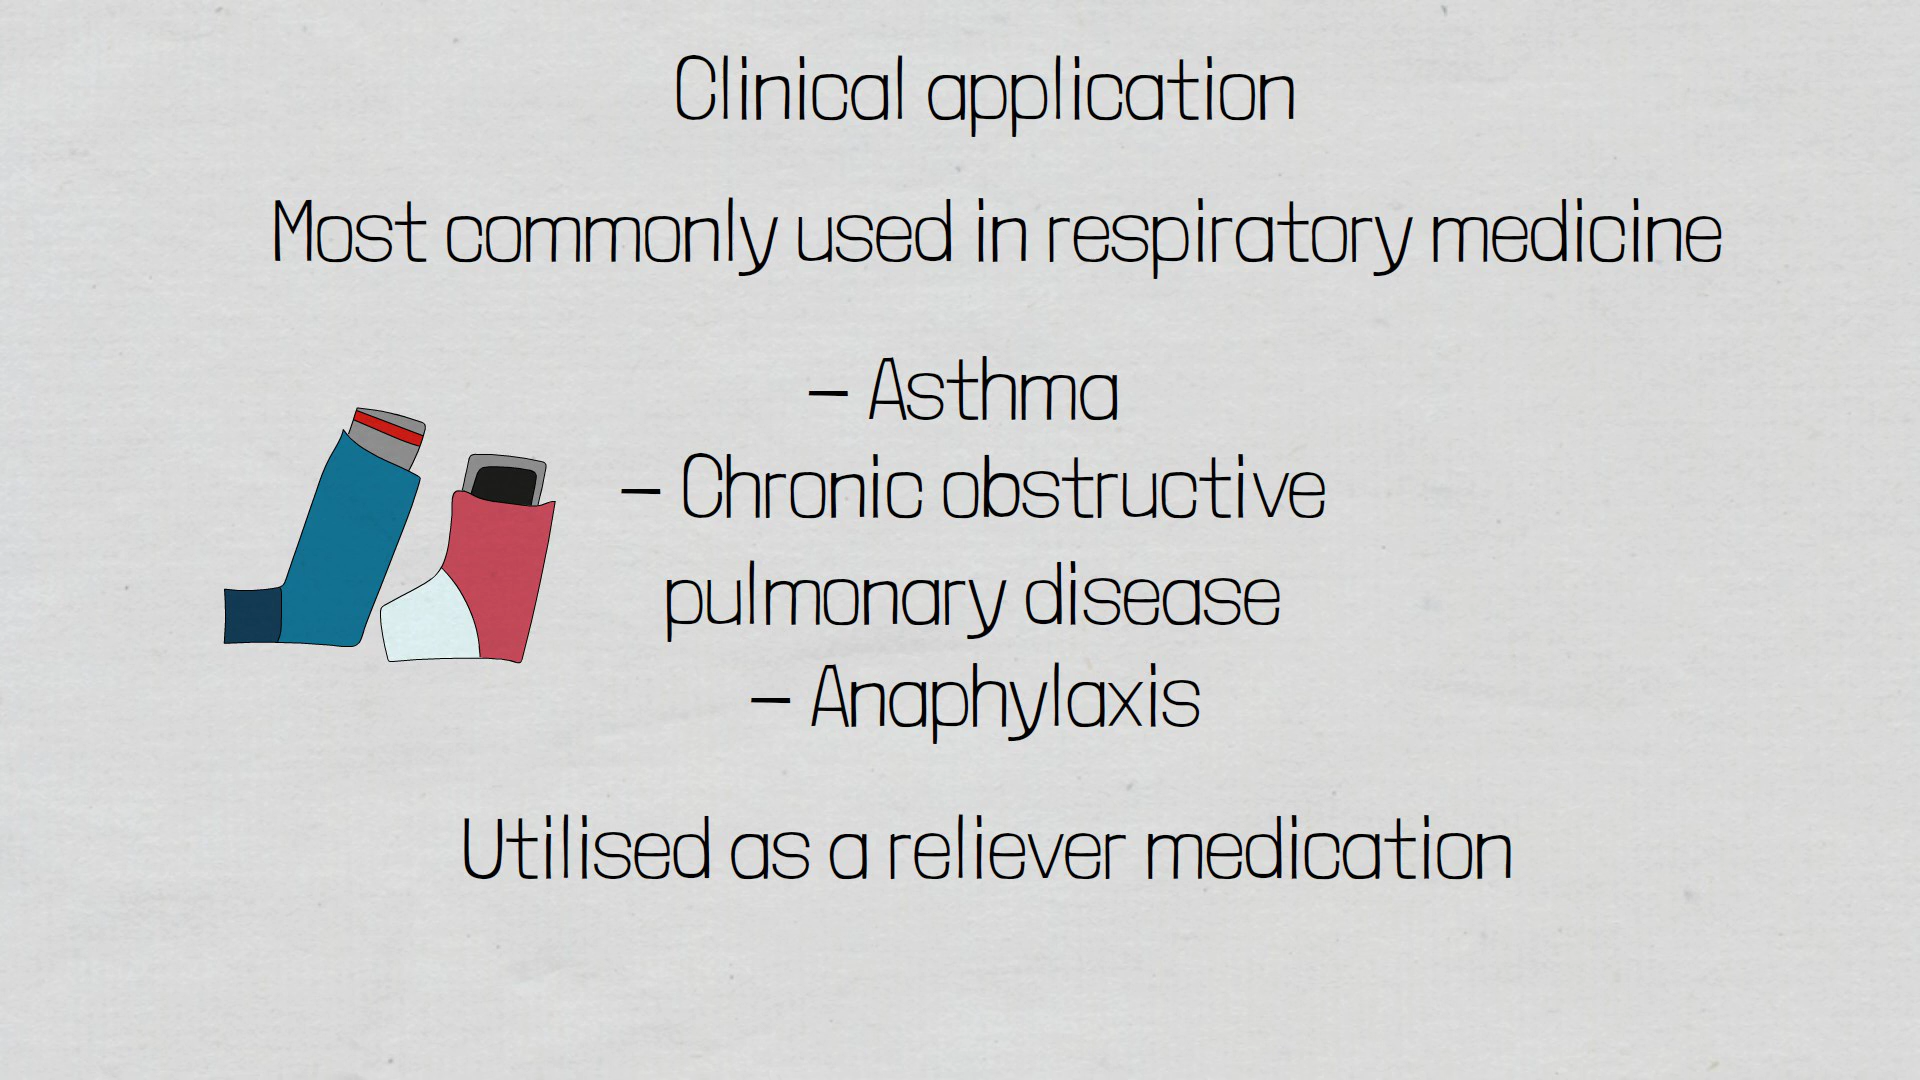 Clinical application
Most commonly used in respiratory medicine
– Asthma
– Chronic obstructive
pulmonary disease
– Anaphylaxis
Utilised as a reliever medication